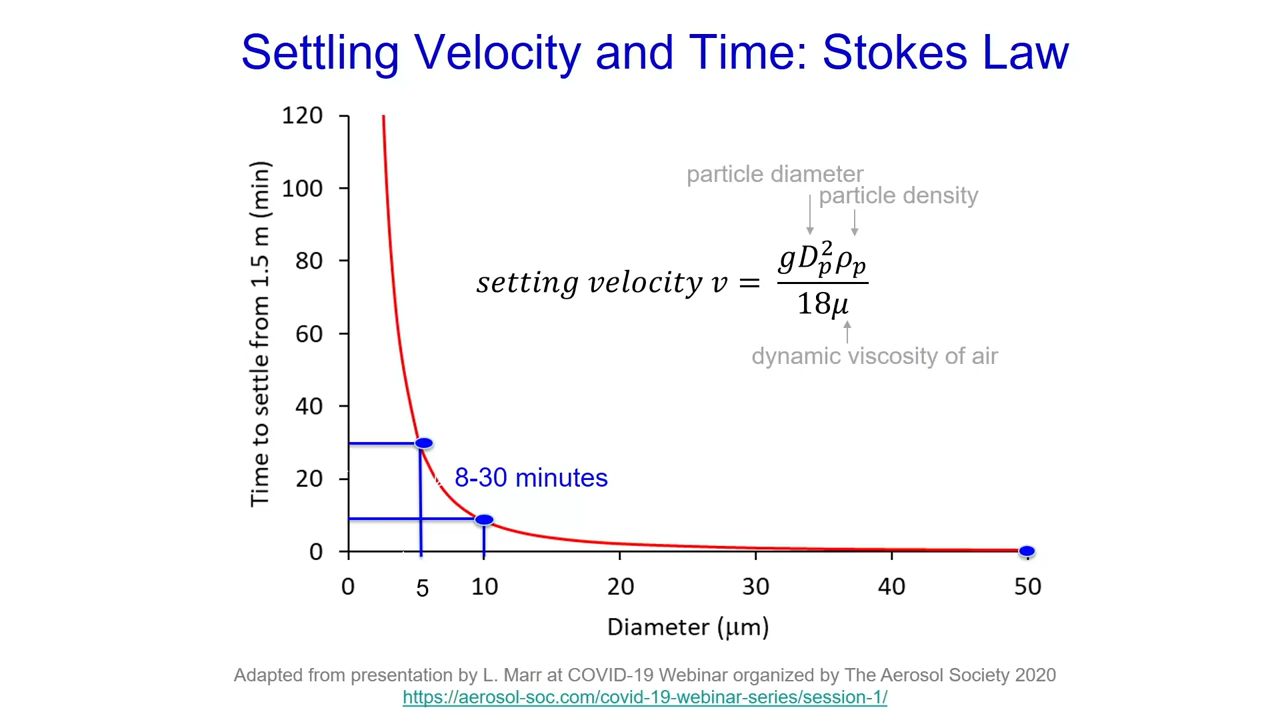 Settling Velocity and Time: Stokes Law
120
100
80
60
40
20
0
Time to settle from 1.5 m (min)
particle diameter
particle density
setting velocity v = gD_p^2ρ_p / 18μ
dynamic viscosity of air
8-30 minutes
0 5 10 20 30 40 50
Diameter (μm)
Adapted from presentation by L. Marr at COVID-19 Webinar organized by The Aerosol Society 2020
https://aerosol-soc.com/covid-19-webinar-series/session-1/